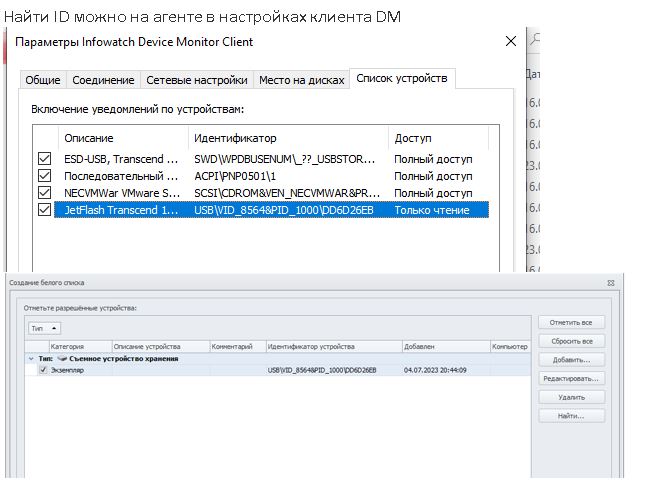 Найти ID можно на агенте в настройках клиента DM
Параметры Infowatch Device Monitor Client
Общие Соединение Сетевые настройки Место на дисках Список устройств
Включение уведомлений по устройствам:
Описание Идентификатор Доступ
ESD-USB, Transcend ... SWD\WPDBUSENUM\_??_USBSTOR... Полный доступ
Последовательный ... ACPI\PNP0501\1 Полный доступ
NECVMWar VMware S... SCSI\CDROM&VEN_NECVMWAR&PR... Полный доступ
JetFlash Transcend 1... USB\VID_8564&PID_1000\DD6D26EB Только чтение
Создание белого списка
Отметьте разрешённые устройства:
Тип
Отметить все
Сбросить все
Добавить...
Редактировать...
Удалить
Найти...
Категория Описание устройства Комментарий Идентификатор устройства Добавлен Компьютер
Тип: Съемное устройство хранения
Экземпляр USB\VID_8564&PID_1000\DD6D26EB 04.07.2023 20:44:09